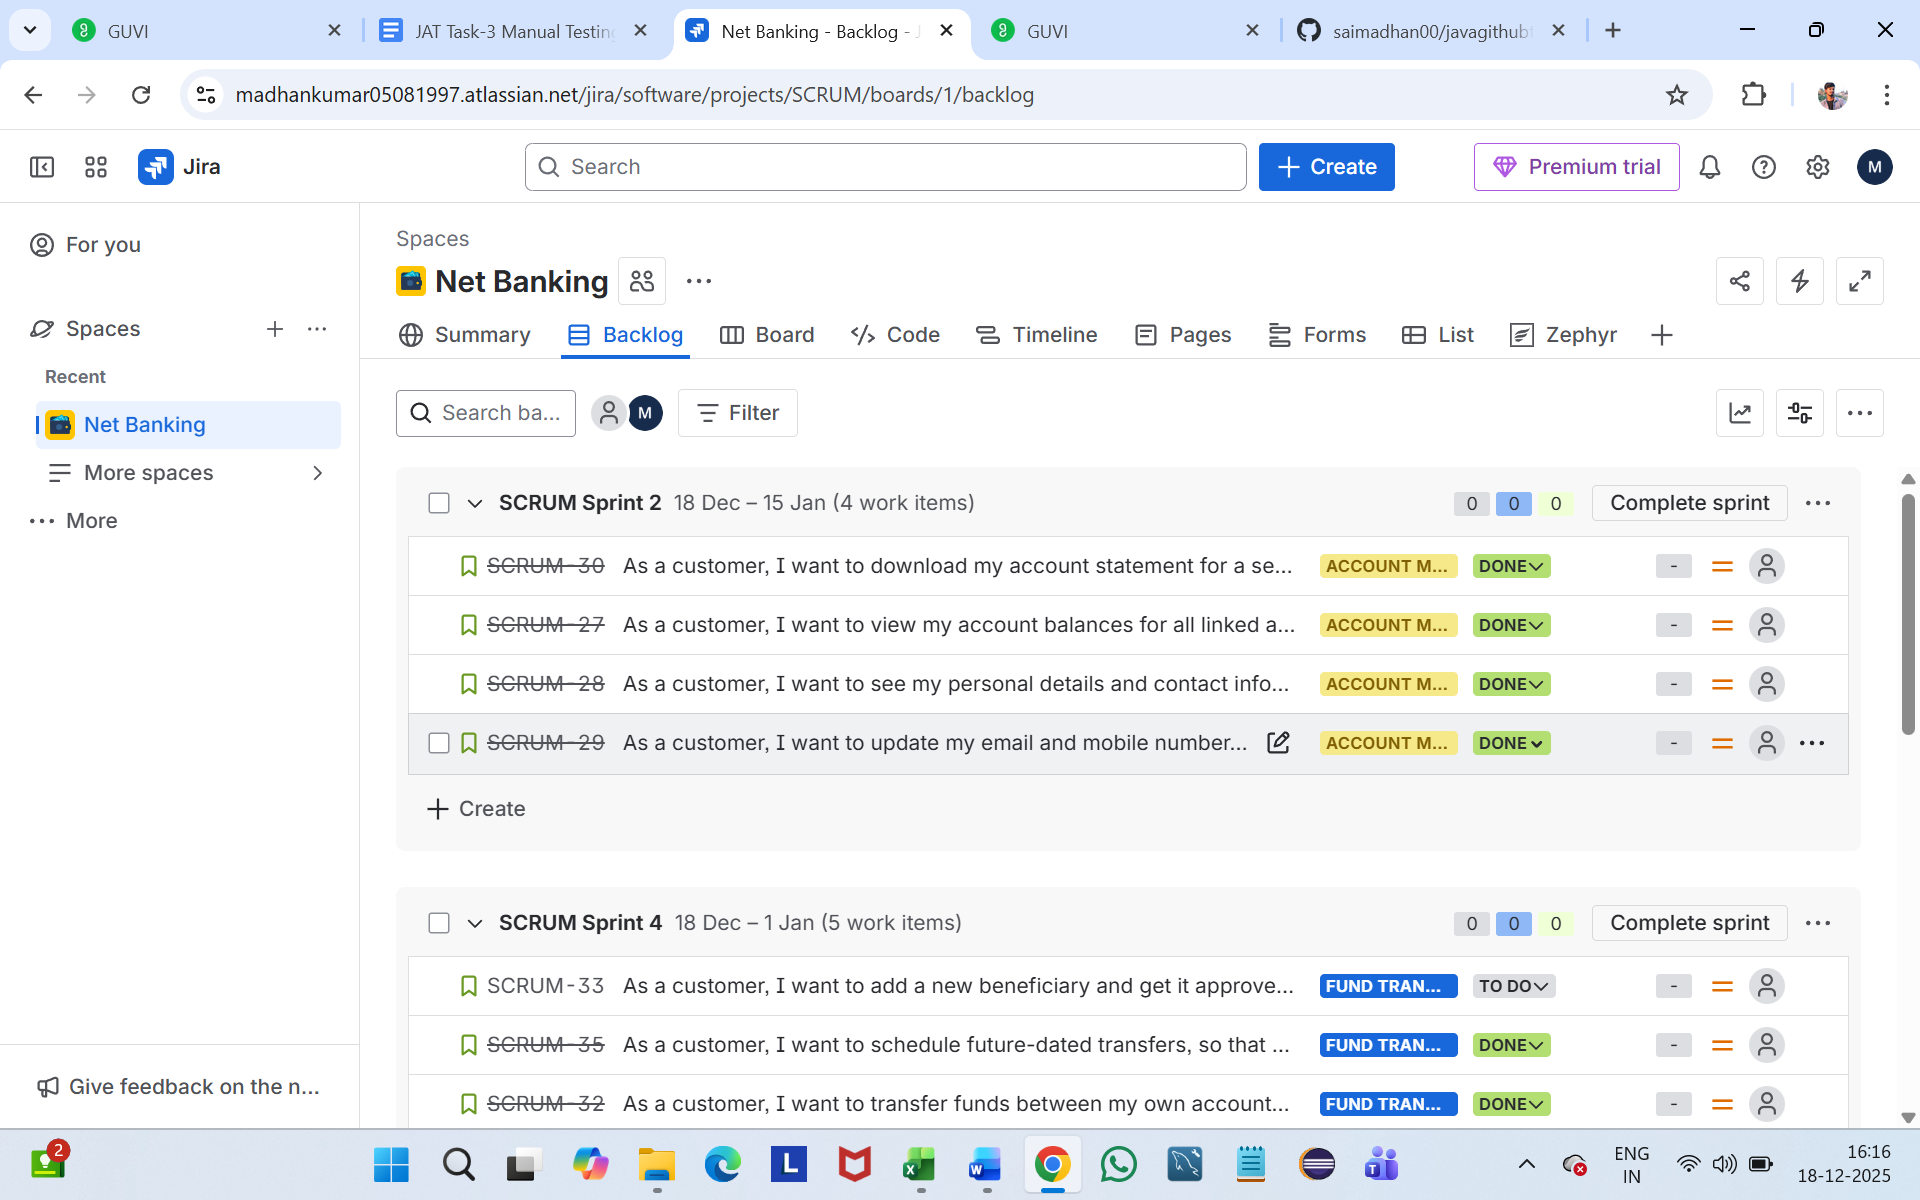 GUVI
JAT Task-3 Manual Testing
Net Banking - Backlog - J
GUVI
saimadhan00/javagithub
madhankumar05081997.atlassian.net/jira/software/projects/SCRUM/boards/1/backlog
Jira
Search
Create
Premium trial
M
For you
Spaces
Recent
Net Banking
More spaces
More
Give feedback on the n...
Spaces
Net Banking
Summary
Backlog
Board
Code
Timeline
Pages
Forms
List
Zephyr
Search ba...
M
Filter
SCRUM Sprint 2 18 Dec – 15 Jan (4 work items) 0 0 0 Complete sprint
SCRUM-30 As a customer, I want to download my account statement for a se... ACCOUNT M... DONE -
SCRUM-27 As a customer, I want to view my account balances for all linked a... ACCOUNT M... DONE -
SCRUM-28 As a customer, I want to see my personal details and contact info... ACCOUNT M... DONE -
SCRUM-29 As a customer, I want to update my email and mobile number... ACCOUNT M... DONE -
Create
SCRUM Sprint 4 18 Dec – 1 Jan (5 work items) 0 0 0 Complete sprint
SCRUM-33 As a customer, I want to add a new beneficiary and get it approve... FUND TRAN... TO DO -
SCRUM-35 As a customer, I want to schedule future-dated transfers, so that ... FUND TRAN... DONE -
SCRUM-32 As a customer, I want to transfer funds between my own account... FUND TRAN... DONE -
2
L
ENG
IN
16:16
18-12-2025